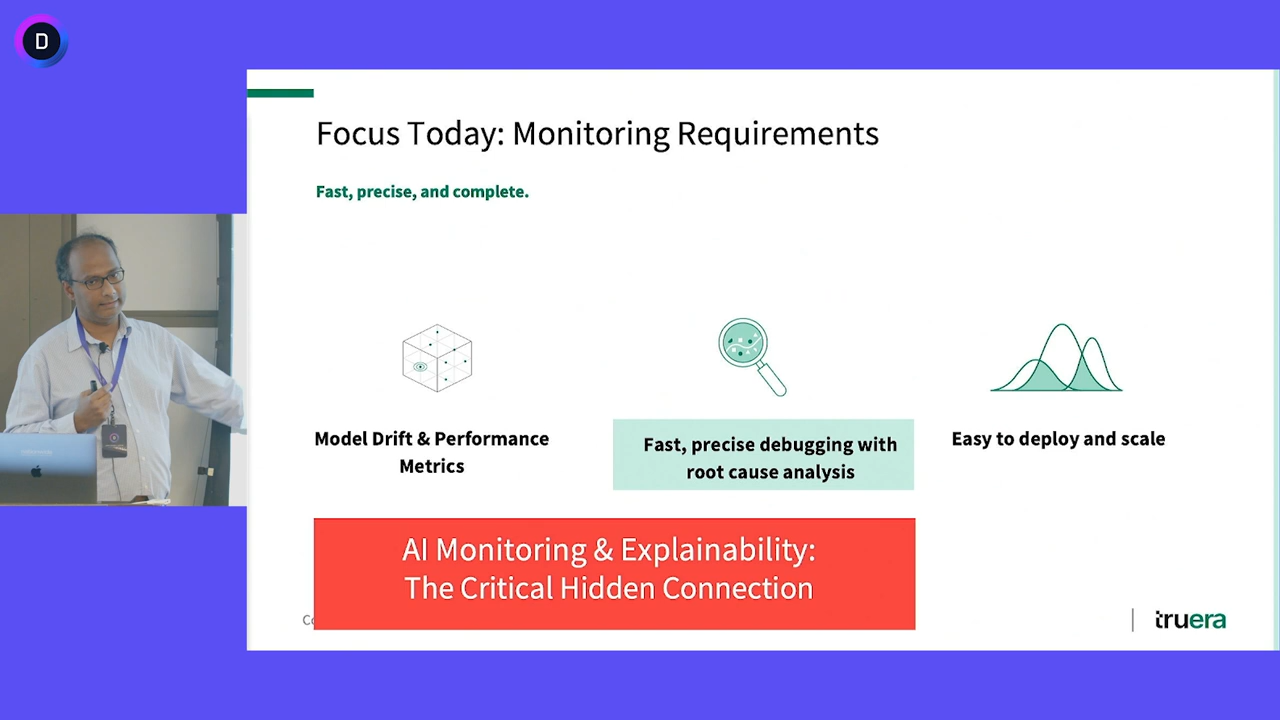 D
Focus Today: Monitoring Requirements
Fast, precise, and complete.
Model Drift & Performance
Metrics
Fast, precise debugging with
root cause analysis
Easy to deploy and scale
AI Monitoring & Explainability:
The Critical Hidden Connection
truera